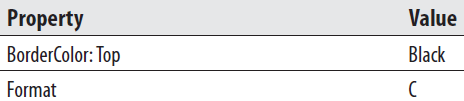 Property Value
BorderColor: Top Black
Format C